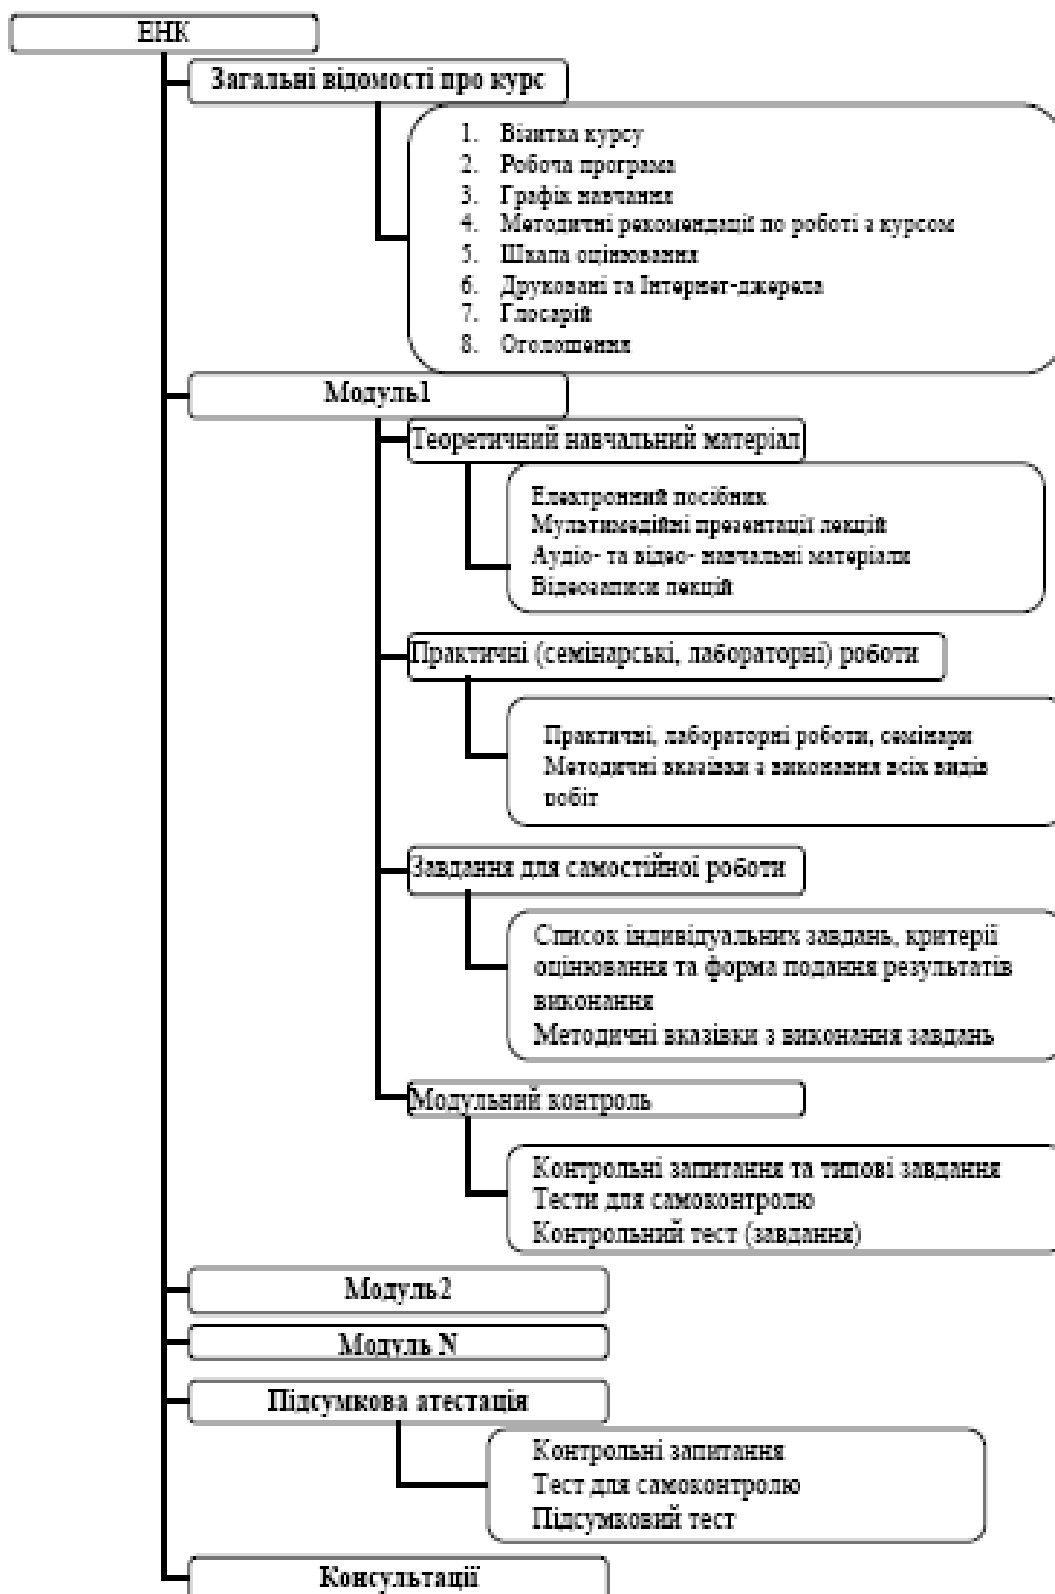 ЕНК
Загальні відомості про курс
1. Візитка курсу
2. Робоча програма
3. Графік навчання
4. Методичні рекомендації по роботі з курсом
5. Шкала оцінювання
6. Друковані та Інтернет-джерела
7. Глосарій
8. Оголошення
Модуль1
Теоретичний навчальний матеріал
Електронний посібник
Мультимедійні презентації лекцій
Аудіо- та відео- навчальні матеріали
Відеозаписи лекцій
Практичні (семінарські, лабораторні) роботи
Практичні, лабораторні роботи, семінари
Методичні вказівки з виконання всіх видів
робіт
Завдання для самостійної роботи
Список індивідуальних завдань, критерії
оцінювання та форма подання результатів
виконання
Методичні вказівки з виконання завдань
Модульний контроль
Контрольні запитання та типові завдання
Тести для самоконтролю
Контрольний тест (завдання)
Модуль2
Модуль N
Підсумкова атестація
Контрольні запитання
Тест для самоконтролю
Підсумковий тест
Консультації